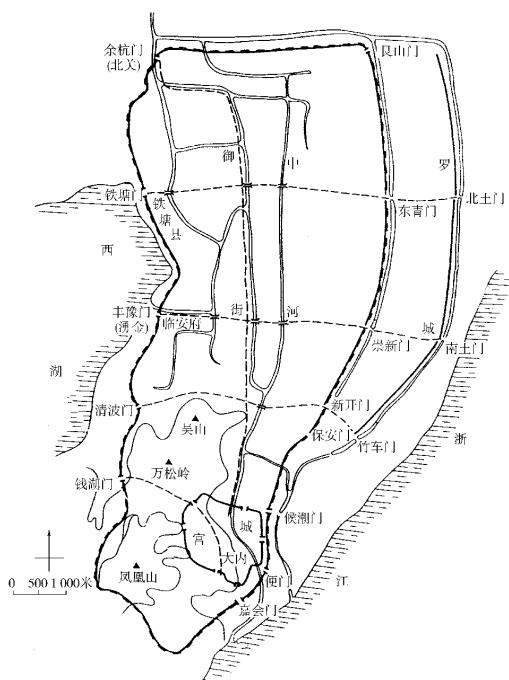 余杭门
(北关)
艮山门
御
中
罗
铁塘门
铁
塘
县
东青门
北土门
西
丰豫门
(湧金)
临安府
街
河
城
崇新门
南土门
湖
清波门
新开门
吴山
保安门
竹车门
浙
万松岭
钱湖门
候潮门
宫
城
大内
凤凰山
便门
江
嘉会门
0 500 1 000米